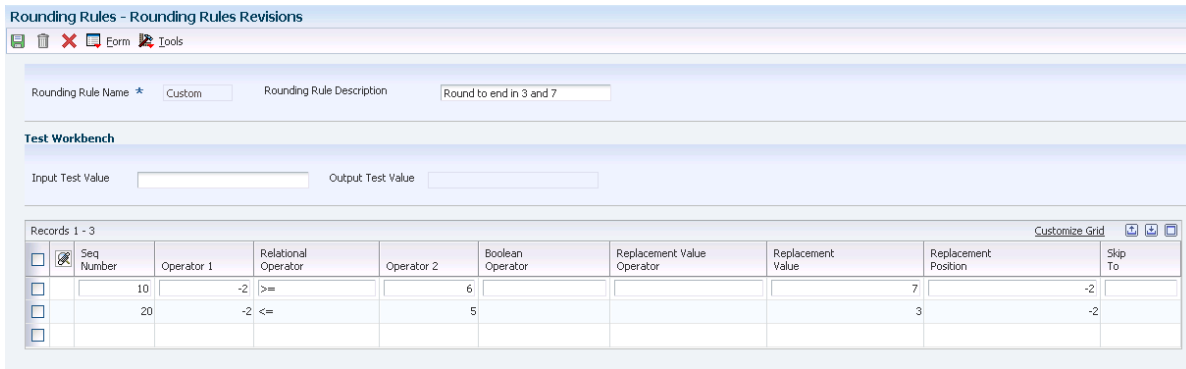 Rounding Rules - Rounding Rules Revisions
Form Tools
Rounding Rule Name * Custom Rounding Rule Description Round to end in 3 and 7
Test Workbench
Input Test Value Output Test Value
Records 1 - 3 Customize Grid
Seq Number Operator 1 Relational Operator Operator 2 Boolean Operator Replacement Value Operator Replacement Value Replacement Position Skip To
10 -2 >= 6 7 -2
20 -2 <= 5 3 -2